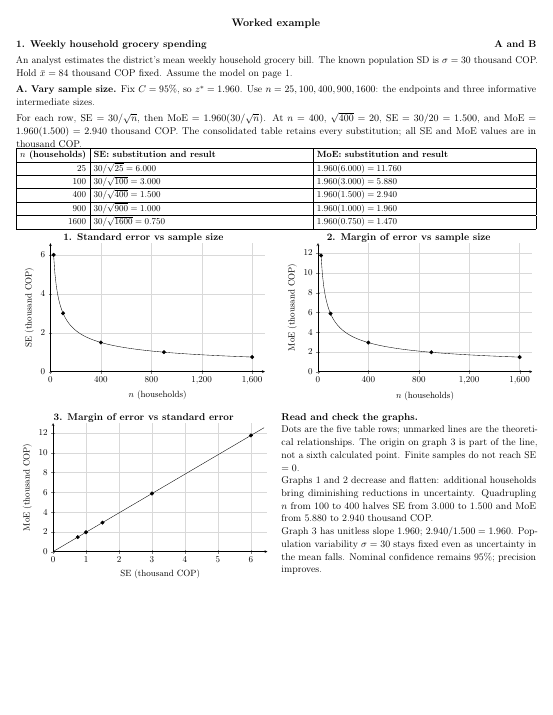 Worked example
1. Weekly household grocery spending A and B
An analyst estimates the district's mean weekly household grocery bill. The known population SD is σ = 30 thousand COP.
Hold x̄ = 84 thousand COP fixed. Assume the model on page 1.
A. Vary sample size. Fix C = 95%, so z* = 1.960. Use n = 25, 100, 400, 900, 1600: the endpoints and three informative
intermediate sizes.
For each row, SE = 30/√n, then MoE = 1.960(30/√n). At n = 400, √400 = 20, SE = 30/20 = 1.500, and MoE =
1.960(1.500) = 2.940 thousand COP. The consolidated table retains every substitution; all SE and MoE values are in
thousand COP.
n (households) SE: substitution and result MoE: substitution and result
25 30/√25 = 6.000 1.960(6.000) = 11.760
100 30/√100 = 3.000 1.960(3.000) = 5.880
400 30/√400 = 1.500 1.960(1.500) = 2.940
900 30/√900 = 1.000 1.960(1.000) = 1.960
1600 30/√1600 = 0.750 1.960(0.750) = 1.470
1. Standard error vs sample size
6
4
2
0
SE (thousand COP)
0 400 800 1,200 1,600
n (households)
2. Margin of error vs sample size
12
10
8
6
4
2
0
MoE (thousand COP)
0 400 800 1,200 1,600
n (households)
3. Margin of error vs standard error
12
10
8
6
4
2
0
MoE (thousand COP)
0 1 2 3 4 5 6
SE (thousand COP)
Read and check the graphs.
Dots are the five table rows; unmarked lines are the theoreti-
cal relationships. The origin on graph 3 is part of the line,
not a sixth calculated point. Finite samples do not reach SE
= 0.
Graphs 1 and 2 decrease and flatten: additional households
bring diminishing reductions in uncertainty. Quadrupling
n from 100 to 400 halves SE from 3.000 to 1.500 and MoE
from 5.880 to 2.940 thousand COP.
Graph 3 has unitless slope 1.960; 2.940/1.500 = 1.960. Pop-
ulation variability σ = 30 stays fixed even as uncertainty in
the mean falls. Nominal confidence remains 95%; precision
improves.